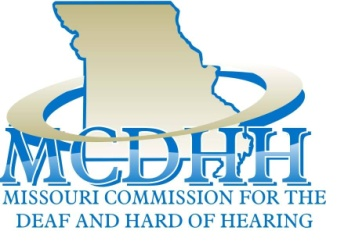 MCDHH
MISSOURI COMMISSION FOR THE
DEAF AND HARD OF HEARING